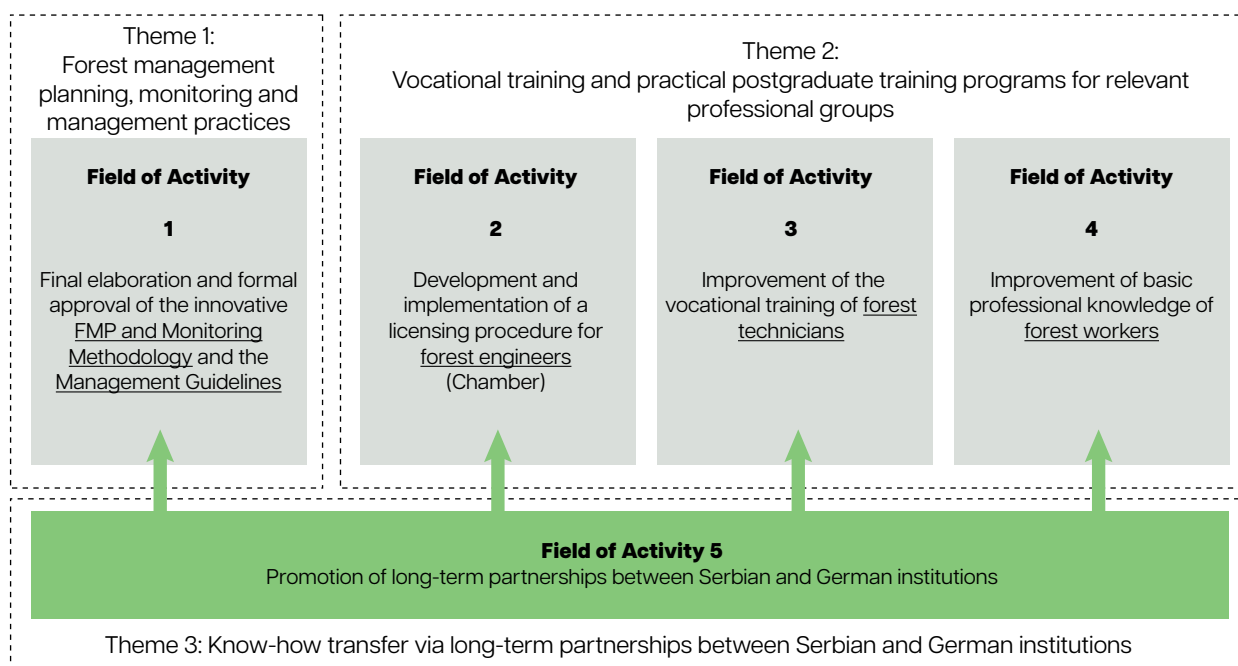 Theme 1:
Forest management
planning, monitoring and
management practices
Field of Activity
1
Final elaboration and formal
approval of the innovative
FMP and Monitoring
Methodology and the
Management Guidelines
Theme 2:
Vocational training and practical postgraduate training programs for relevant
professional groups
Field of Activity
2
Development and
implementation of a
licensing procedure for
forest engineers
(Chamber)
Field of Activity
3
Improvement of the
vocational training of forest
technicians
Field of Activity
4
Improvement of basic
professional knowledge of
forest workers
Field of Activity 5
Promotion of long-term partnerships between Serbian and German institutions
Theme 3: Know-how transfer via long-term partnerships between Serbian and German institutions